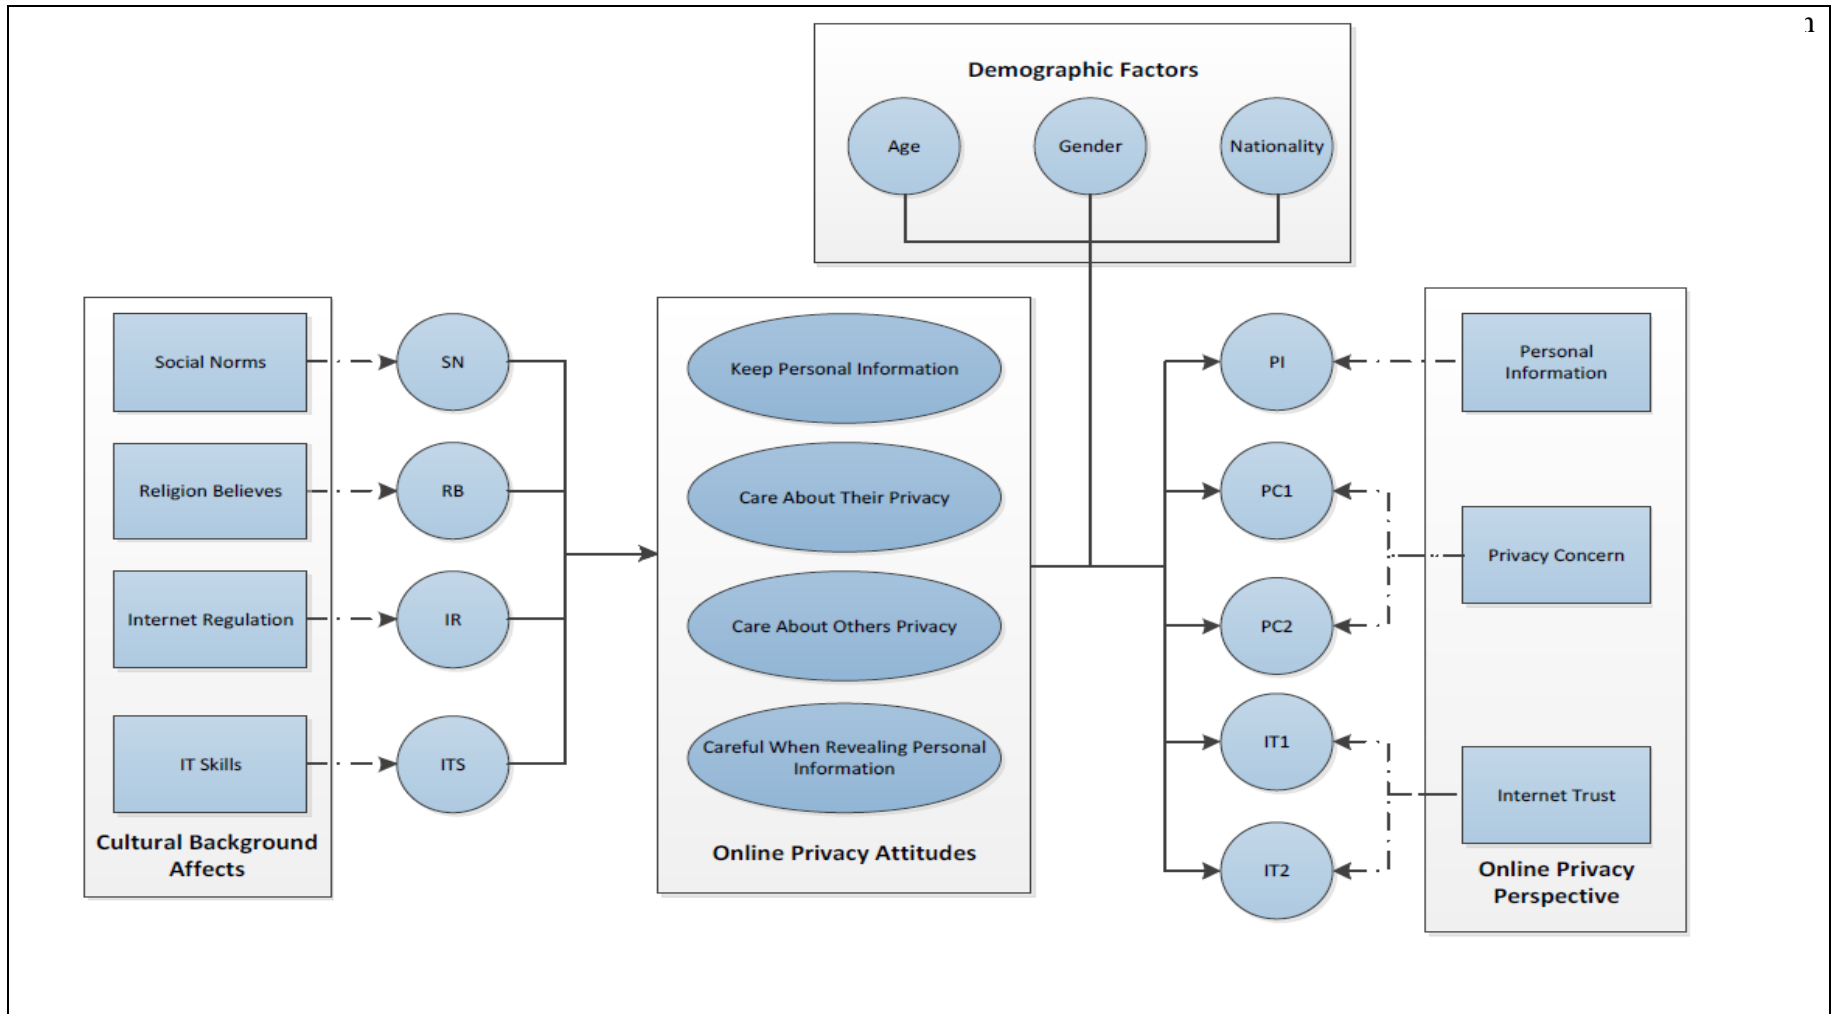 Demographic Factors
Age
Gender
Nationality
Social Norms
Religion Believes
Internet Regulation
IT Skills
Cultural Background
Affects
SN
RB
IR
ITS
Keep Personal Information
Care About Their Privacy
Care About Others Privacy
Careful When Revealing Personal
Information
Online Privacy Attitudes
PI
PC1
PC2
IT1
IT2
Personal
Information
Privacy Concern
Internet Trust
Online Privacy
Perspective